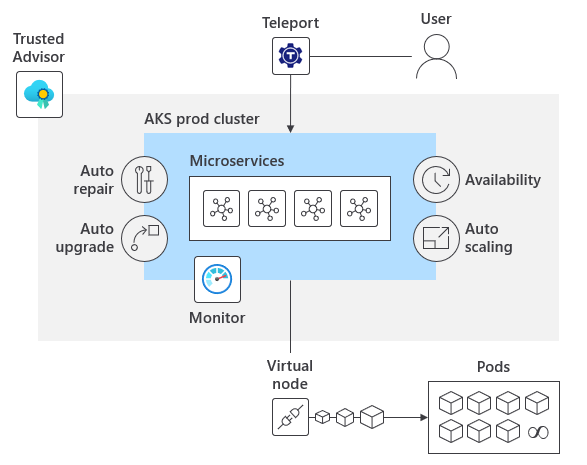 Teleport
User
Trusted
Advisor
AKS prod cluster
Microservices
Auto
repair
Availability
Auto
upgrade
Auto
scaling
Monitor
Virtual
node
Pods